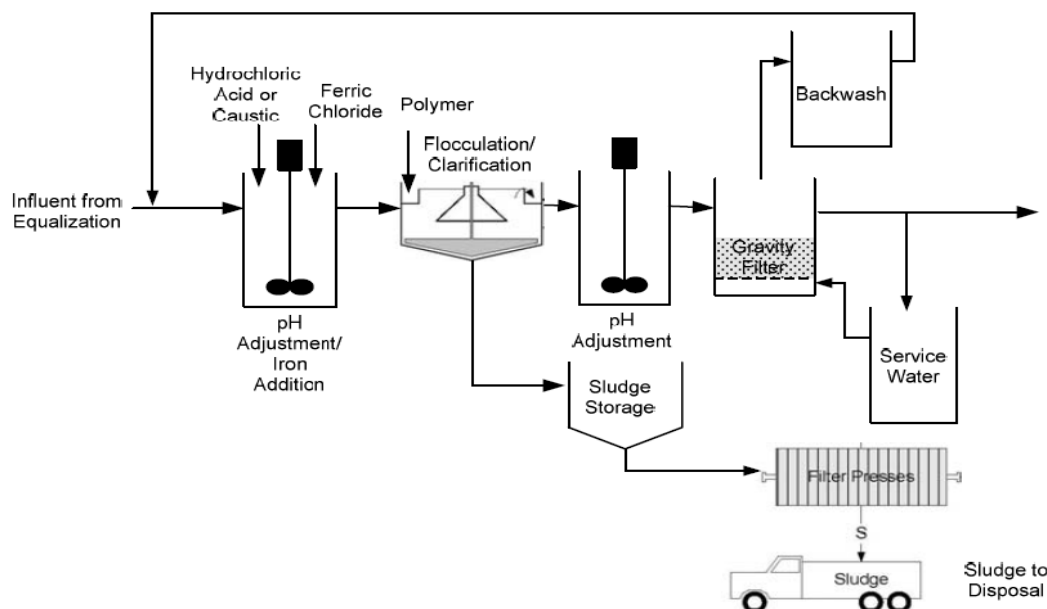 Hydrochloric
Acid or
Caustic
Ferric
Chloride
Polymer
Flocculation/
Clarification
Backwash
Influent from
Equalization
Gravity
Filter
pH
Adjustment/
Iron
Addition
pH
Adjustment
Service
Water
Sludge
Storage
Filter Presses
S
Sludge
Sludge to
Disposal